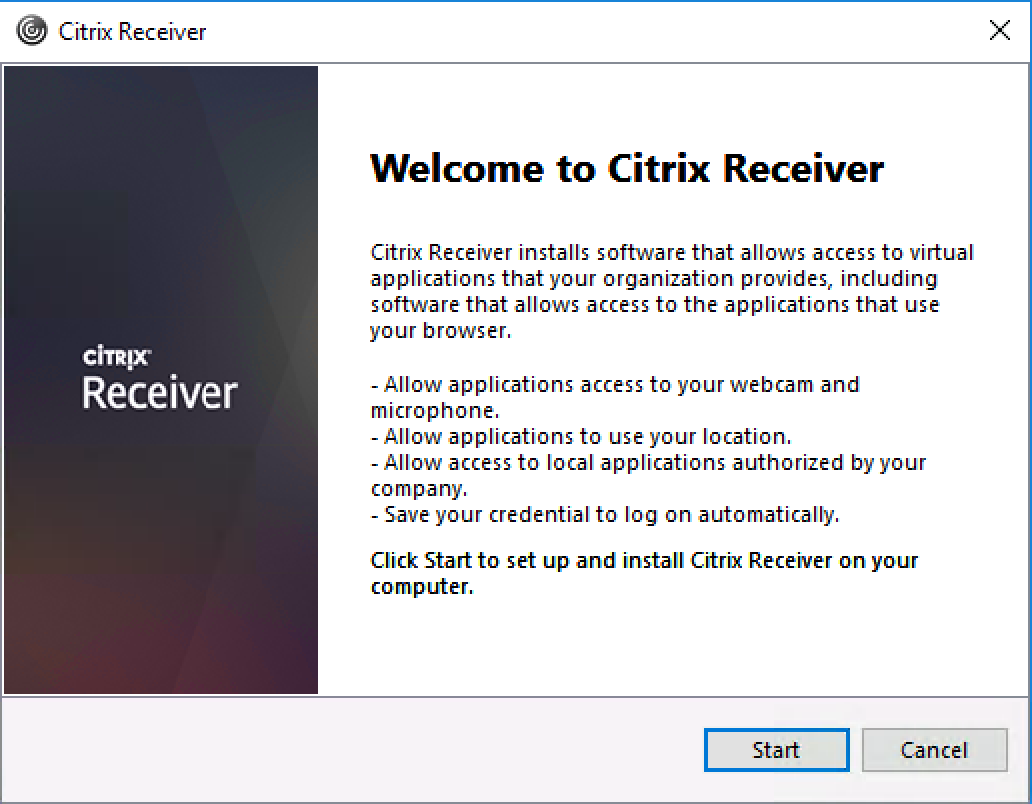 Citrix Receiver
CİTRIX
Receiver
Welcome to Citrix Receiver
Citrix Receiver installs software that allows access to virtual
applications that your organization provides, including
software that allows access to the applications that use
your browser.
- Allow applications access to your webcam and
microphone.
- Allow applications to use your location.
- Allow access to local applications authorized by your
company.
- Save your credential to log on automatically.
Click Start to set up and install Citrix Receiver on your
computer.
Start
Cancel